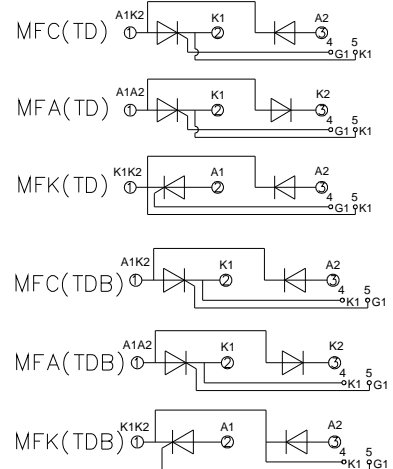 MFC(TD) A1K2 1 K1 2 A2 3
4 G1 5 K1
MFA(TD) A1A2 1 K1 2 K2 3
4 G1 5 K1
MFK(TD) K1K2 1 A1 2 A2 3
4 G1 5 K1
MFC(TDB) A1K2 1 K1 2 A2 3
4 K1 5 G1
MFA(TDB) A1A2 1 K1 2 K2 3
4 K1 5 G1
MFK(TDB) K1K2 1 A1 2 A2 3
4 K1 5 G1